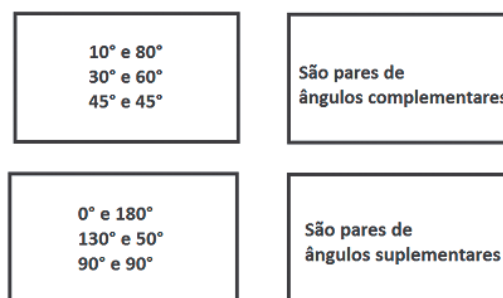 10° e 80°
30° e 60°
45° e 45°
São pares de
ângulos complementares
0° e 180°
130° e 50°
90° e 90°
São pares de
ângulos suplementares